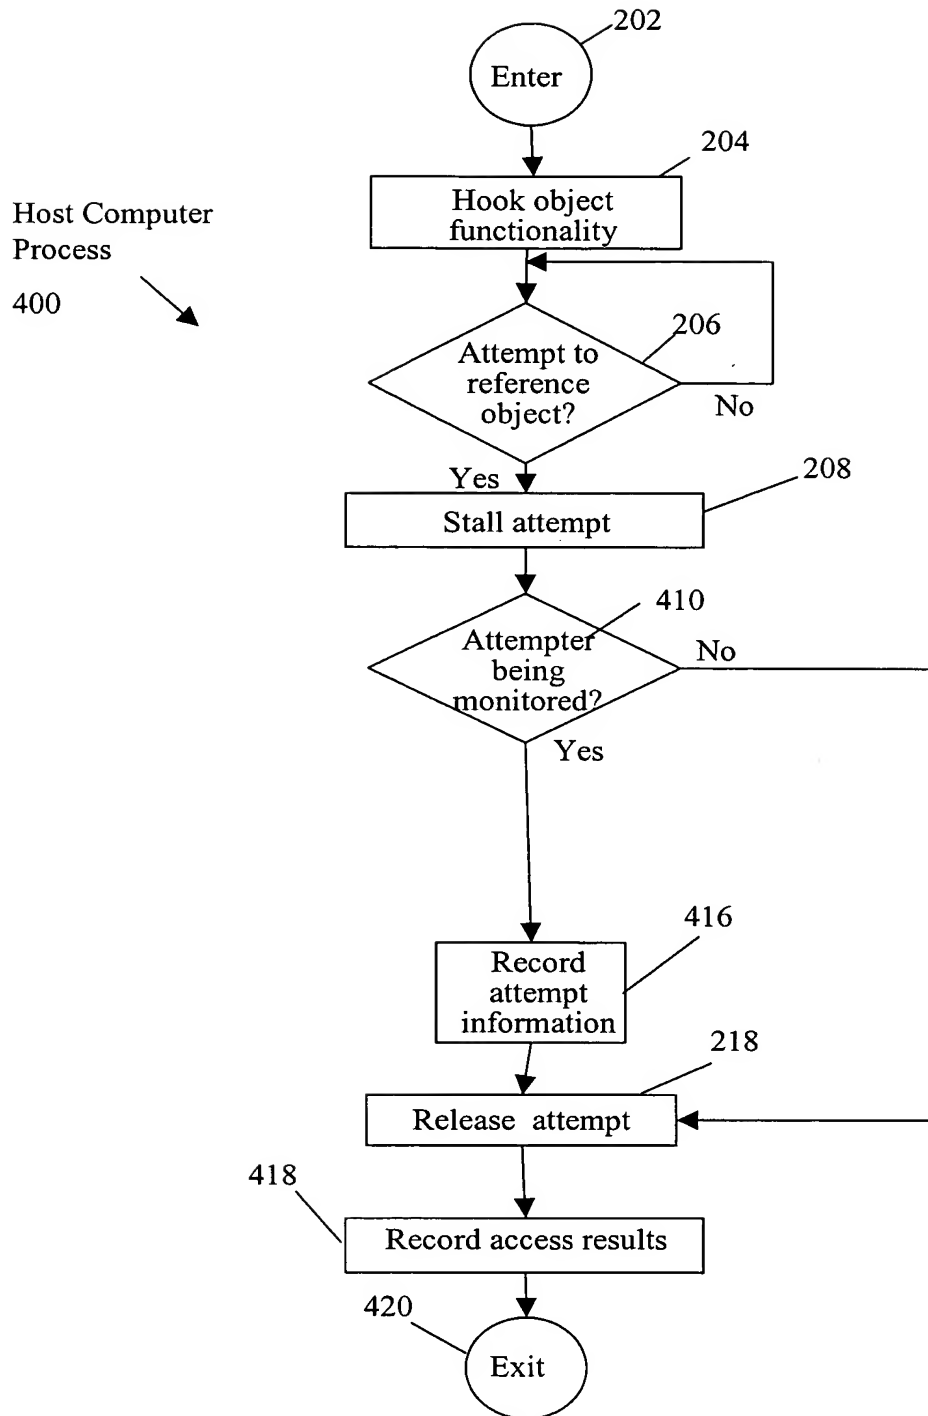 202
Enter
204
Hook object
functionality
Host Computer
Process
400
206
Attempt to
reference
object?
No
Yes
208
Stall attempt
410
Attempter
being
monitored?
No
Yes
416
Record
attempt
information
218
Release attempt
418
Record access results
420
Exit